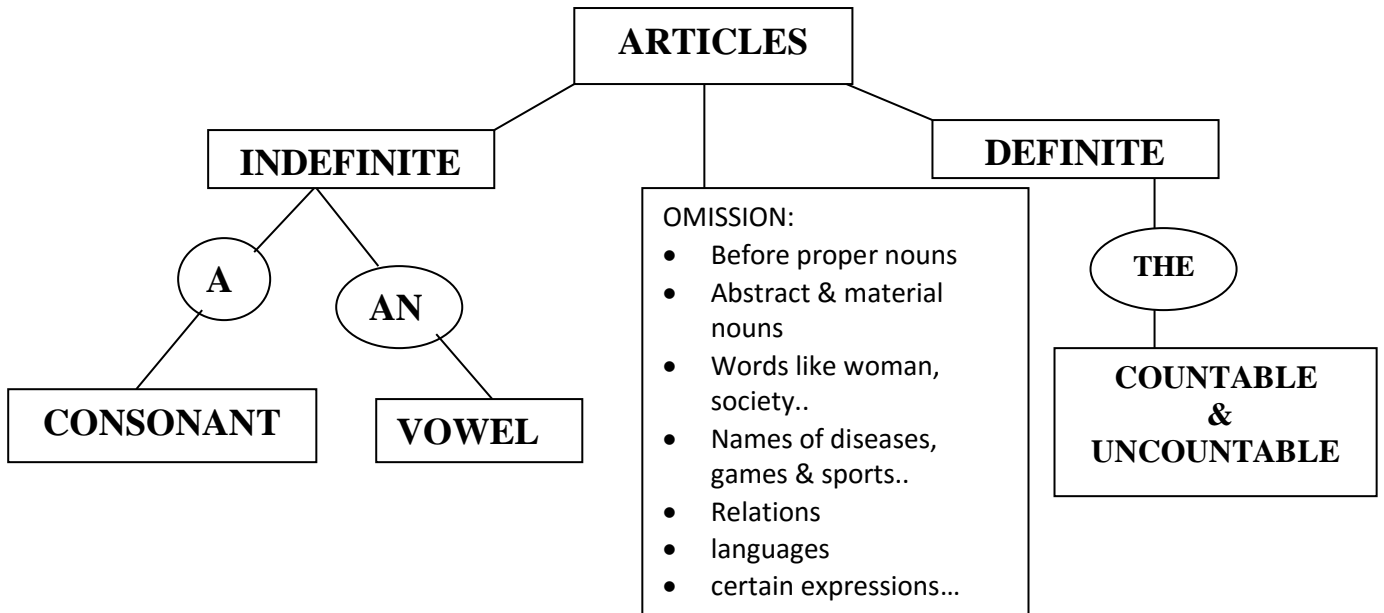 ARTICLES
INDEFINITE
DEFINITE
A
AN
CONSONANT
VOWEL
OMISSION:
• Before proper nouns
• Abstract & material
nouns
• Words like woman,
society..
• Names of diseases,
games & sports..
• Relations
• languages
• certain expressions…
THE
COUNTABLE
&
UNCOUNTABLE